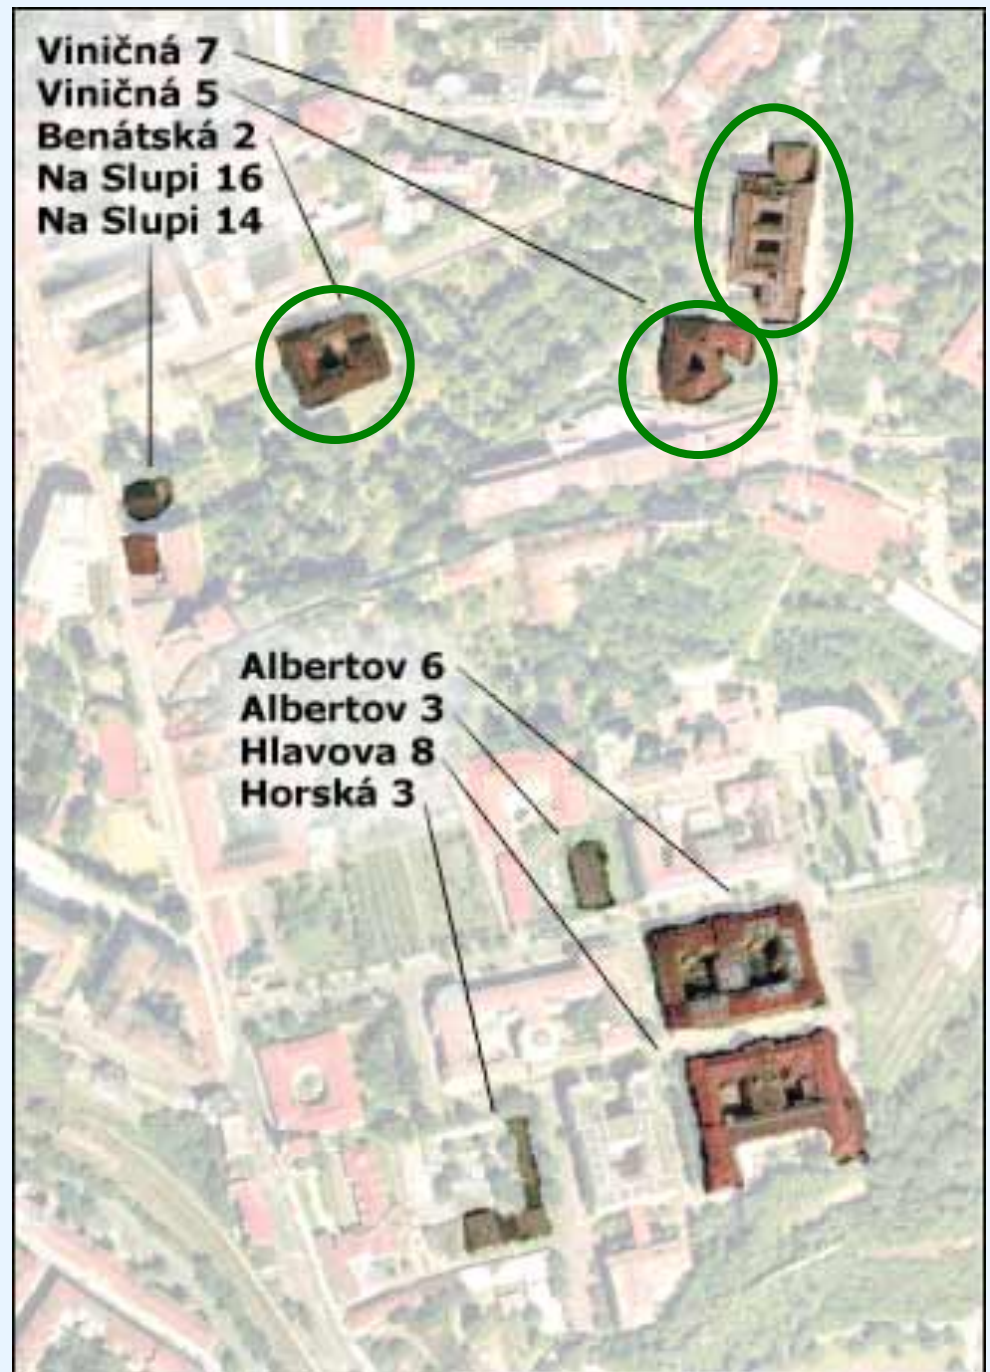 Viničná 7
Viničná 5
Benátská 2
Na Slupi 16
Na Slupi 14
Albertov 6
Albertov 3
Hlavova 8
Horská 3